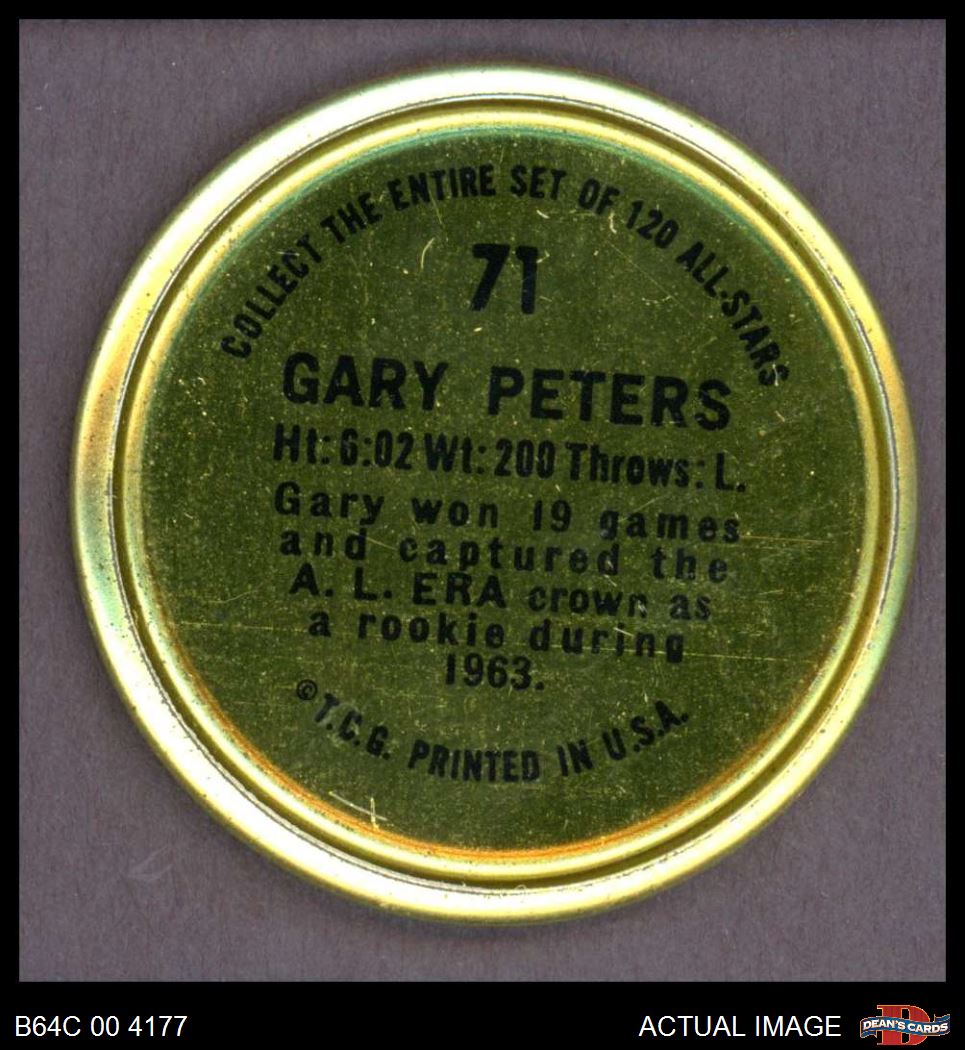 COLLECT THE ENTIRE SET OF 120 ALL-STARS
71
GARY PETERS
Ht: 6:02 Wt: 200 Throws: L.
Gary won 19 games
and captured the
A. L. ERA crown as
a rookie during
1963.
© T.C.G. PRINTED IN U.S.A.
B64C 00 4177
ACTUAL IMAGE
D
DEAN'S CARDS